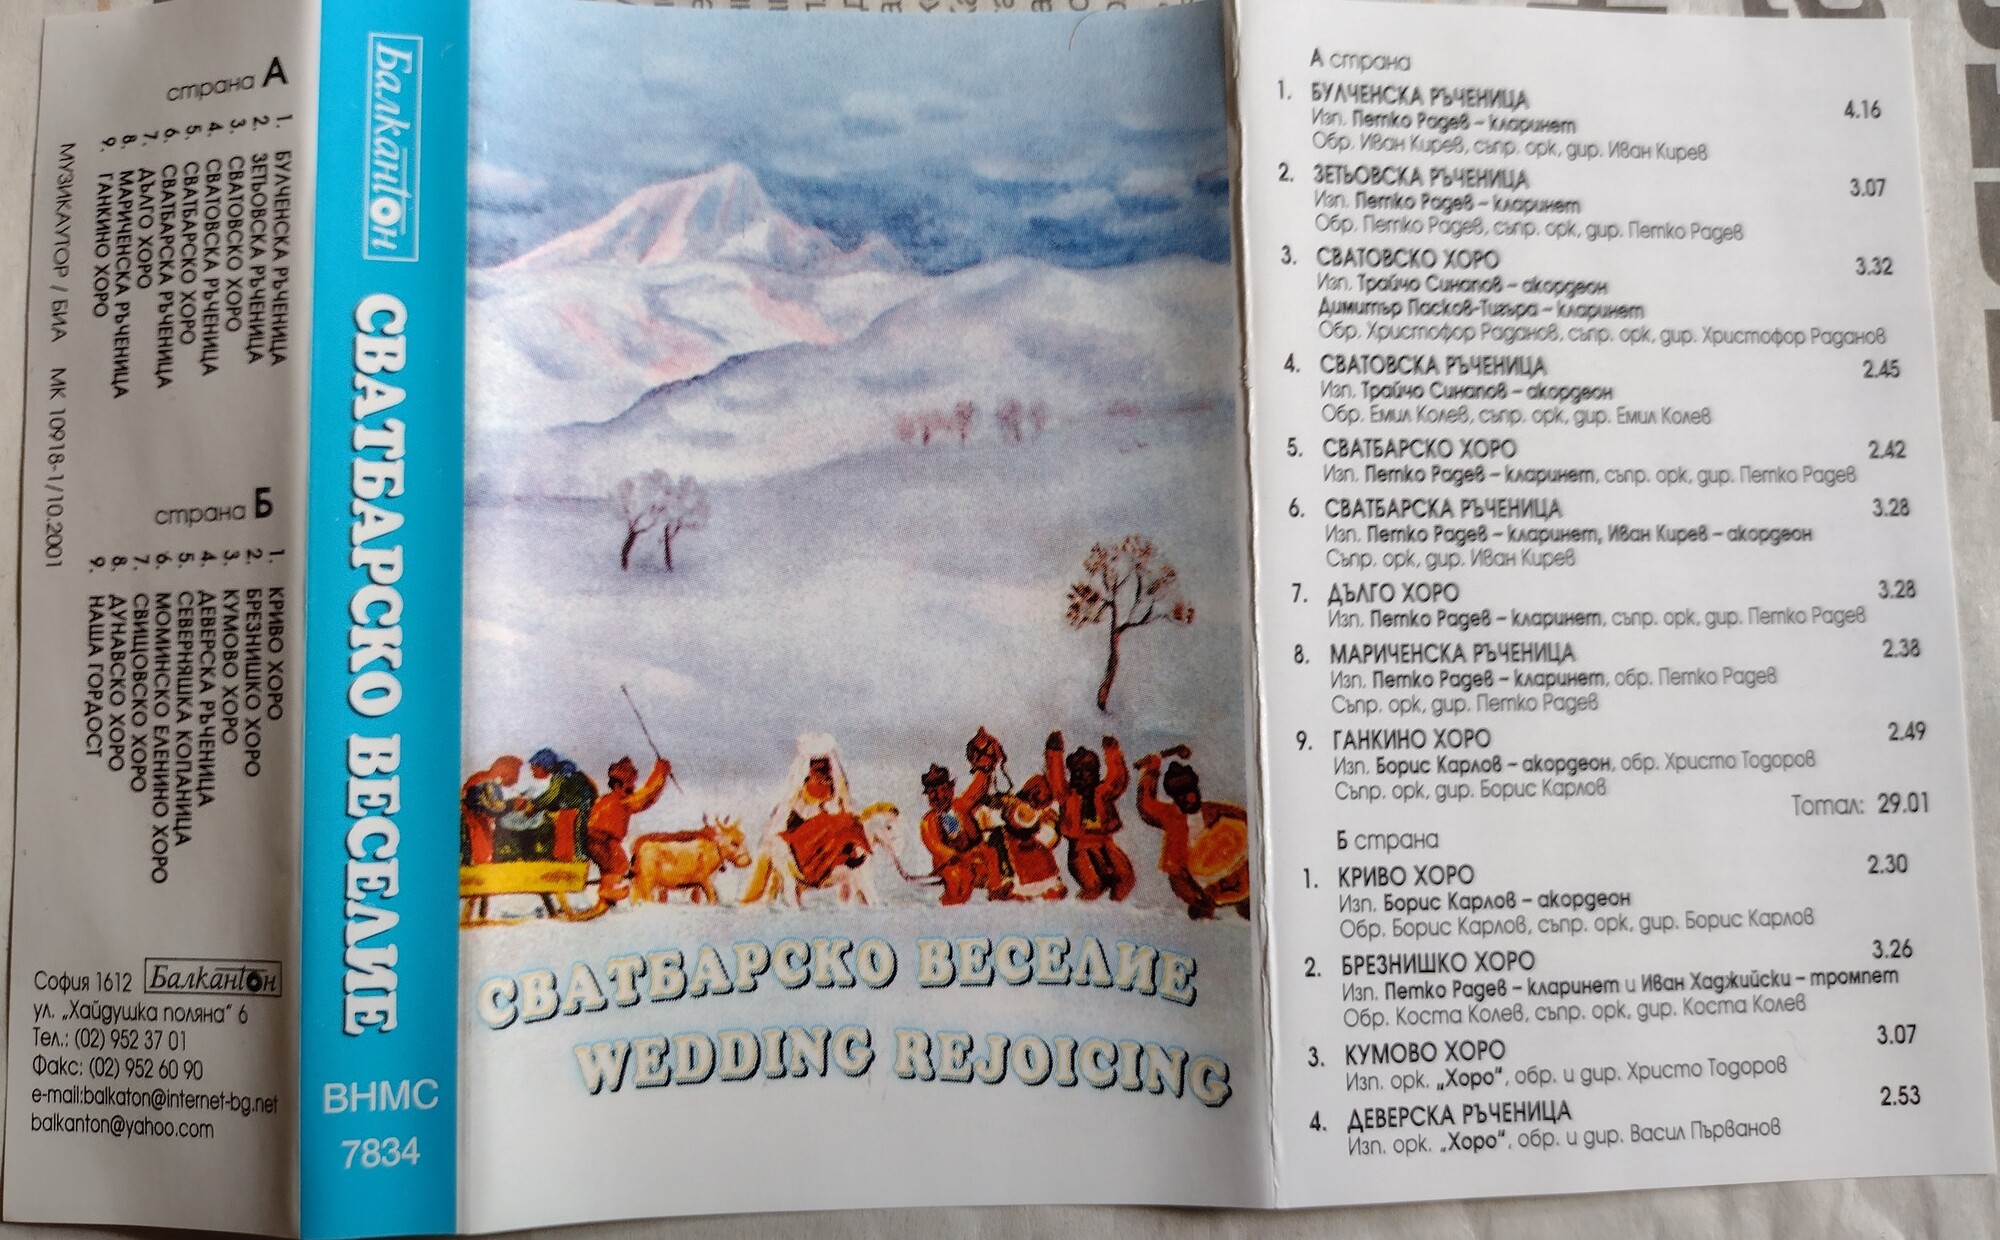 страна А
1. БУЛЧЕНСКА РЪЧЕНИЦА
2. ЗЕТЬОВСКА РЪЧЕНИЦА
3. СВАТОВСКО ХОРО
4. СВАТОВСКА РЪЧЕНИЦА
5. СВАТБАРСКО ХОРО
6. СВАТБАРСКА РЪЧЕНИЦА
7. ДЪЛГО ХОРО
8. МАРИЧЕНСКА РЪЧЕНИЦА
9. ГАНКИНО ХОРО
МУЗИКАУТОР / БИА МК 10918-1/10.2001
страна Б
1. КРИВО ХОРО
2. БРЕЗНИШКО ХОРО
3. КУМОВО ХОРО
4. ДЕВЕРСКА РЪЧЕНИЦА
5. СЕВЕРНЯШКА КОПАНИЦА
6. МОМИНСКО ЕЛЕНИНО ХОРО
7. СВИЩОВСКО ХОРО
8. ДУНАВСКО ХОРО
9. НАША ГОРДОСТ
София 1612 Балкантон
ул. „Хайдушка поляна“ 6
Тел.: (02) 952 37 01
Факс: (02) 952 60 90
e-mail:balkaton@internet-bg.net
balkanton@yahoo.com
Балкантон
СВАТБАРСКО ВЕСЕЛИЕ
ВНМС
7834
СВАТБАРСКО ВЕСЕЛИЕ
WEDDING REJOICING
А страна
1. БУЛЧЕНСКА РЪЧЕНИЦА 4.16
Изп. Петко Радев – кларинет
Обр. Иван Кирев, съпр. орк, дир. Иван Кирев
2. ЗЕТЬОВСКА РЪЧЕНИЦА 3.07
Изп. Петко Радев – кларинет
Обр. Петко Радев, съпр. орк, дир. Петко Радев
3. СВАТОВСКО ХОРО 3.32
Изп. Трайчо Синапов – акордеон
Димитър Пасков-Тигъра – кларинет
Обр. Христофор Раданов, съпр. орк, дир. Христофор Раданов
4. СВАТОВСКА РЪЧЕНИЦА 2.45
Изп. Трайчо Синапов – акордеон
Обр. Емил Колев, съпр. орк, дир. Емил Колев
5. СВАТБАРСКО ХОРО 2.42
Изп. Петко Радев – кларинет, съпр. орк, дир. Петко Радев
6. СВАТБАРСКА РЪЧЕНИЦА 3.28
Изп. Петко Радев – кларинет, Иван Кирев – акордеон
Съпр. орк, дир. Иван Кирев
7. ДЪЛГО ХОРО 3.28
Изп. Петко Радев – кларинет, съпр. орк, дир. Петко Радев
8. МАРИЧЕНСКА РЪЧЕНИЦА 2.38
Изп. Петко Радев – кларинет, обр. Петко Радев
Съпр. орк, дир. Петко Радев
9. ГАНКИНО ХОРО 2.49
Изп. Борис Карлов – акордеон, обр. Христо Тодоров
Съпр. орк, дир. Борис Карлов
Тотал: 29.01
Б страна
1. КРИВО ХОРО 2.30
Изп. Борис Карлов – акордеон
Обр. Борис Карлов, съпр. орк, дир. Борис Карлов
2. БРЕЗНИШКО ХОРО 3.26
Изп. Петко Радев – кларинет и Иван Хаджийски – тромпет
Обр. Коста Колев, съпр. орк, дир. Коста Колев
3. КУМОВО ХОРО 3.07
Изп. орк. „Хоро“, обр. и дир. Христо Тодоров
4. ДЕВЕРСКА РЪЧЕНИЦА 2.53
Изп. орк. „Хоро“, обр. и дир. Васил Първанов